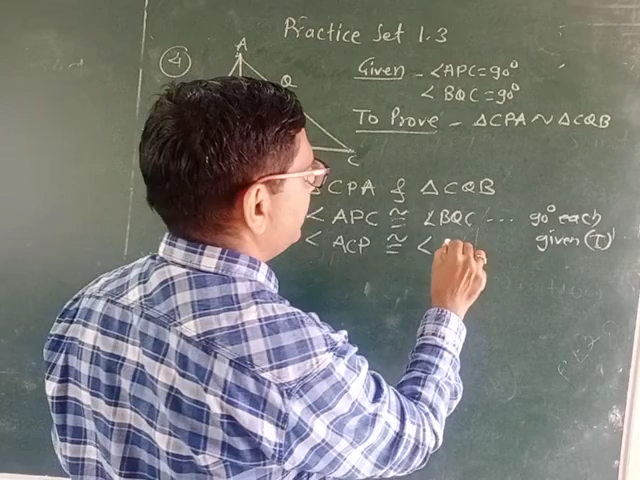 Practice Set 1.3
4
A
Q
C
Given - ∠APC=90°
∠BQC=90°
To Prove - ΔCPA ~ ΔCQB
ΔCPA & ΔCQB
∠APC ≅ ∠BQC ... 90° each
given (I)
∠ACP ≅ ∠